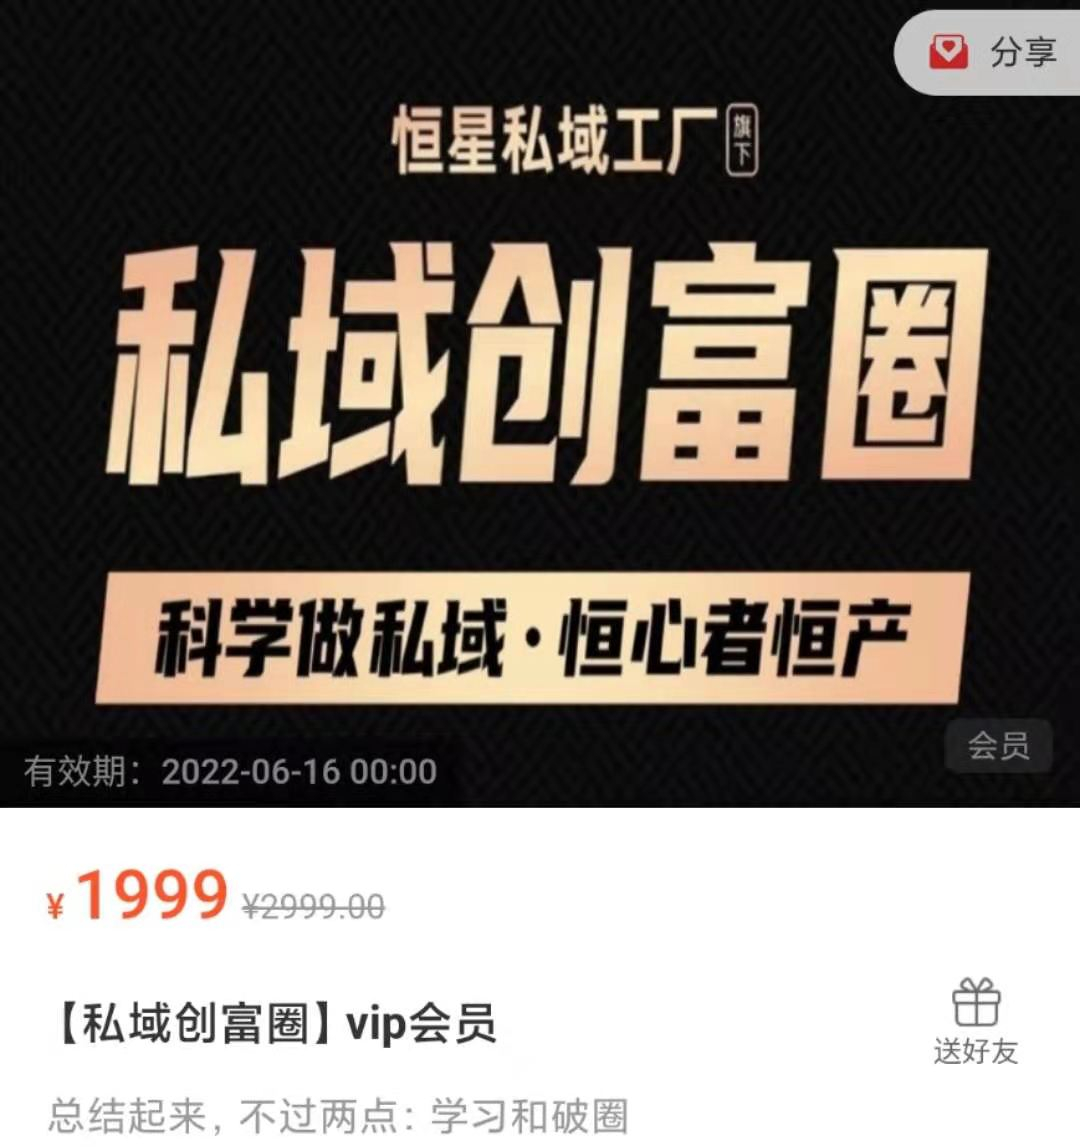 分享
恒星私域工厂旗下
私域创富圈
科学做私域·恒心者恒产
会员
有效期：2022-06-16 00:00
¥1999 ¥2999.00
【私域创富圈】vip会员
送好友
总结起来，不过两点：学习和破圈